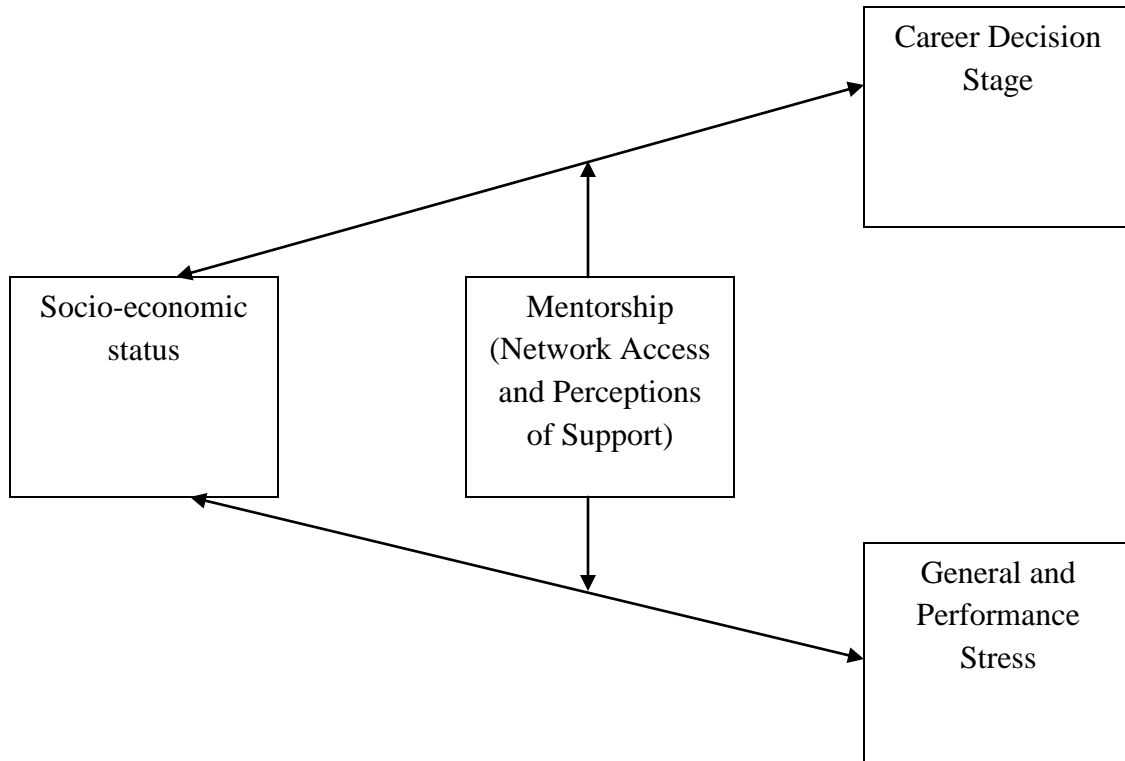 Career Decision
Stage
Socio-economic
status
Mentorship
(Network Access
and Perceptions
of Support)
General and
Performance
Stress